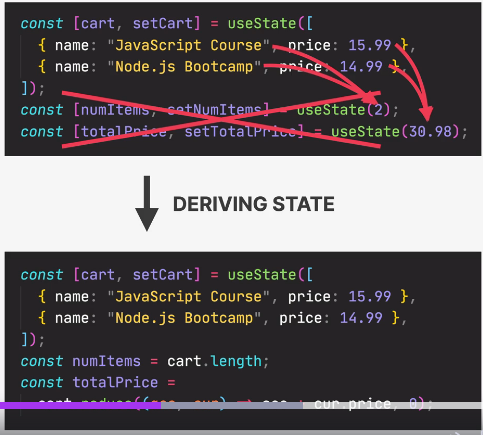 const [cart, setCart] = useState([
{ name: "JavaScript Course", price: 15.99 },
{ name: "Node.js Bootcamp", price: 14.99 },
]);
const [numItems, setNumItems] = useState(2);
const [totalPrice, setTotalPrice] = useState(30.98);
DERIVING STATE
const [cart, setCart] = useState([
{ name: "JavaScript Course", price: 15.99 },
{ name: "Node.js Bootcamp", price: 14.99 },
]);
const numItems = cart.length;
const totalPrice =
cart.reduce((acc, cur) => acc + cur.price, 0);